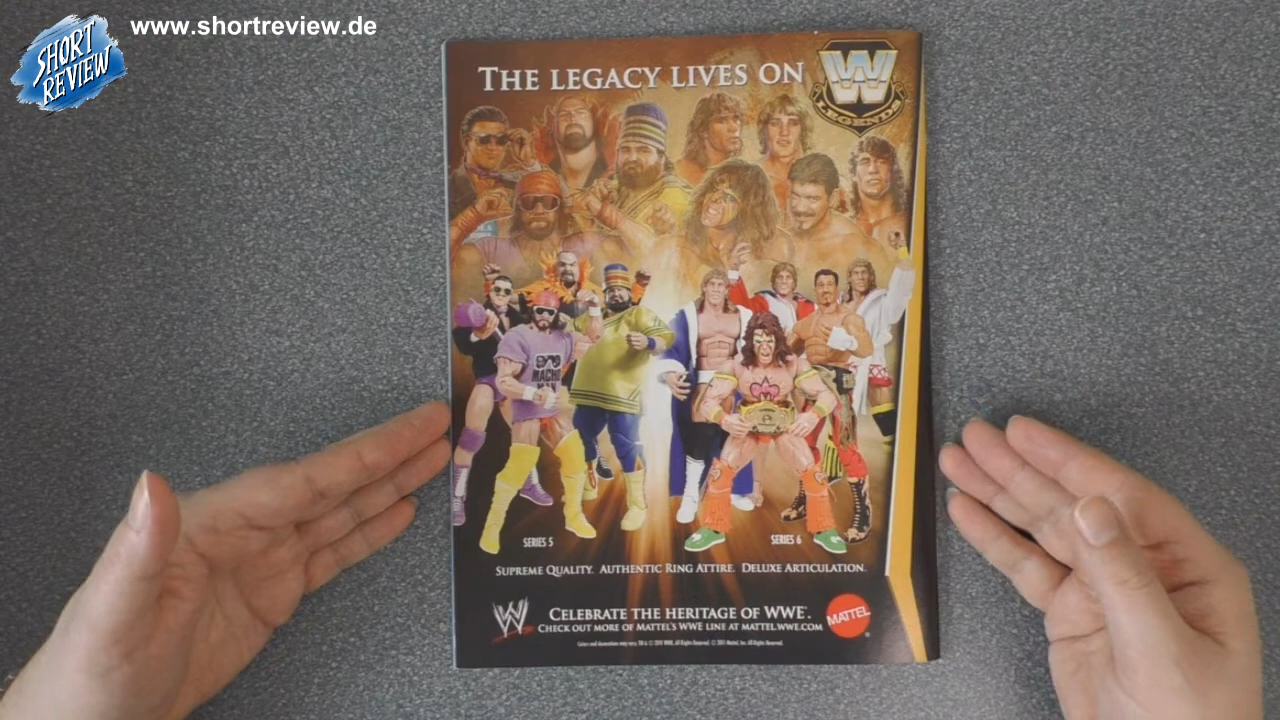 www.shortreview.de
SHORT
REVIEW
THE LEGACY LIVES ON
W
LEGENDS
MACHO
MAN
SERIES 5
SERIES 6
SUPREME QUALITY. AUTHENTIC RING ATTIRE. DELUXE ARTICULATION.
CELEBRATE THE HERITAGE OF WWE®.
CHECK OUT MORE OF MATTEL'S WWE LINE AT MATTEL.WWE.COM
MATTEL®